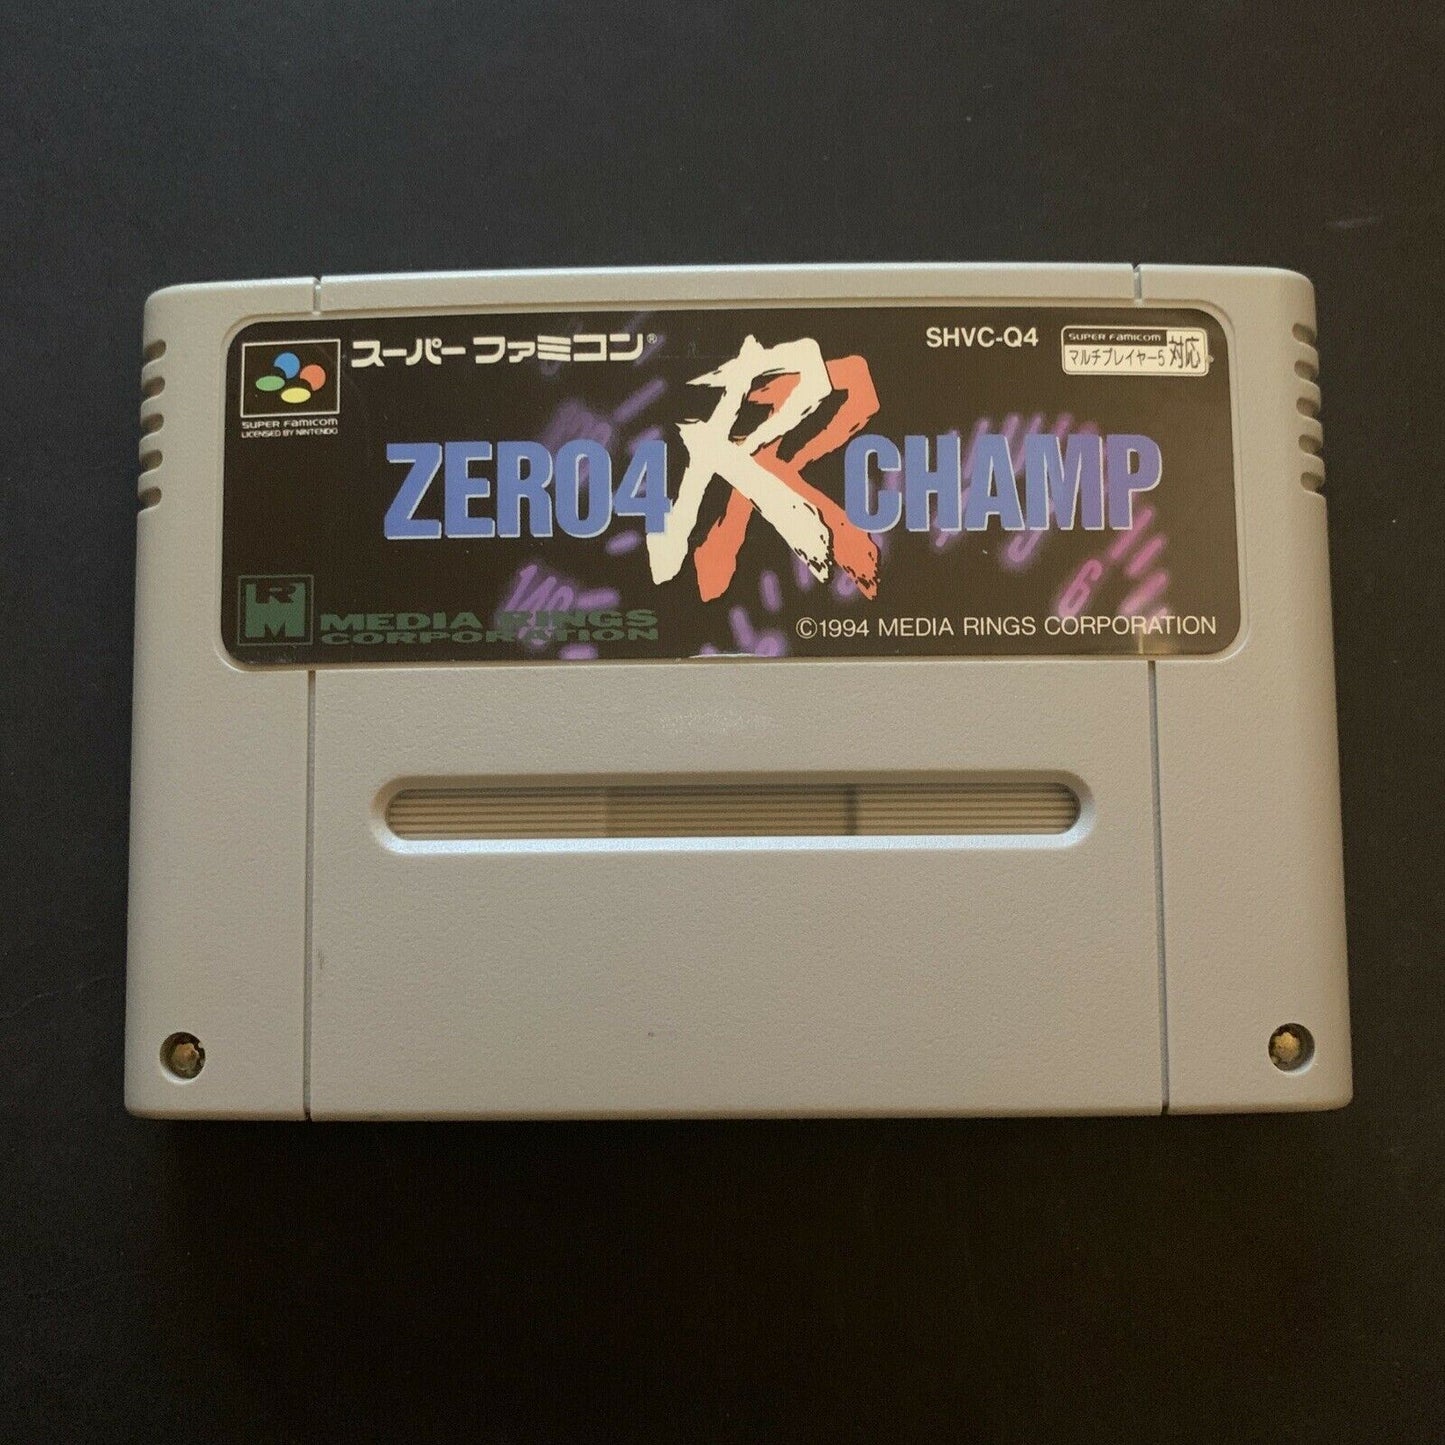 スーパーファミコン®
SHVC-Q4
SUPER FAMICOM
マルチプレイヤー5 対応
SUPER FAMICOM
LICENSED BY NINTENDO
ZERO4 RR CHAMP
MEDIA RINGS
CORPORATION
©1994 MEDIA RINGS CORPORATION